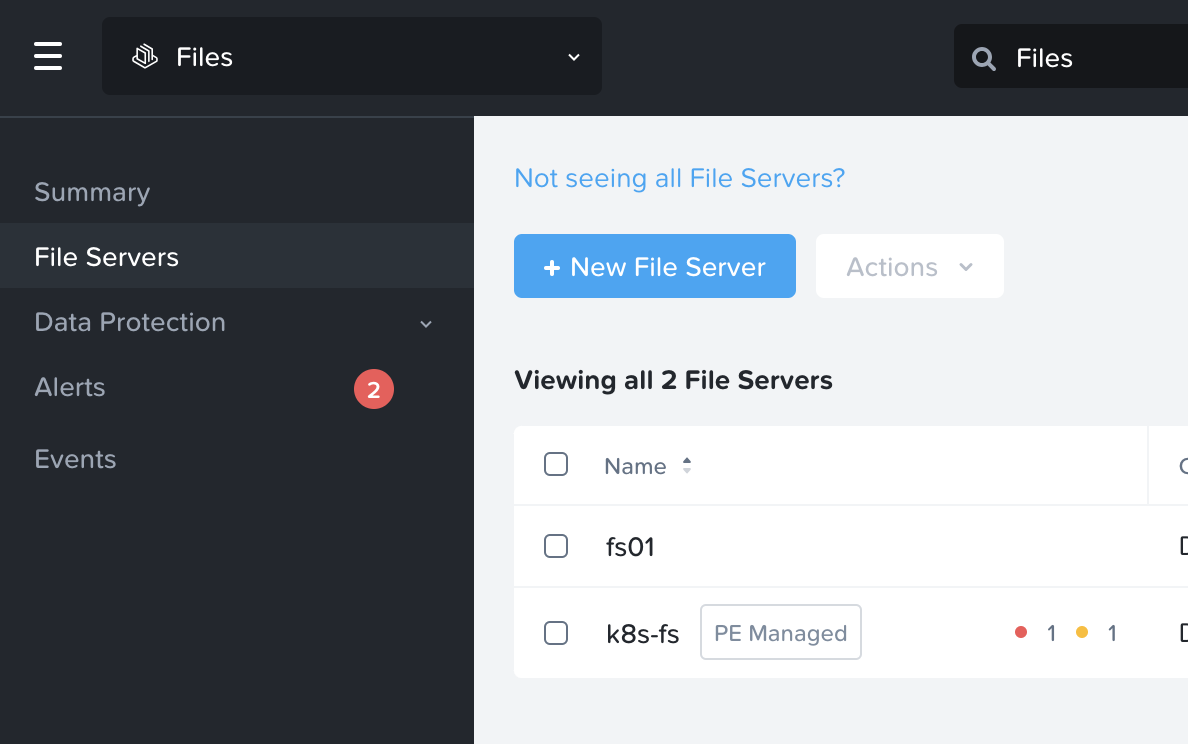 Files
Files
Summary
File Servers
Data Protection
Alerts 2
Events
Not seeing all File Servers?
+ New File Server
Actions
Viewing all 2 File Servers
Name
fs01
k8s-fs PE Managed 1 1